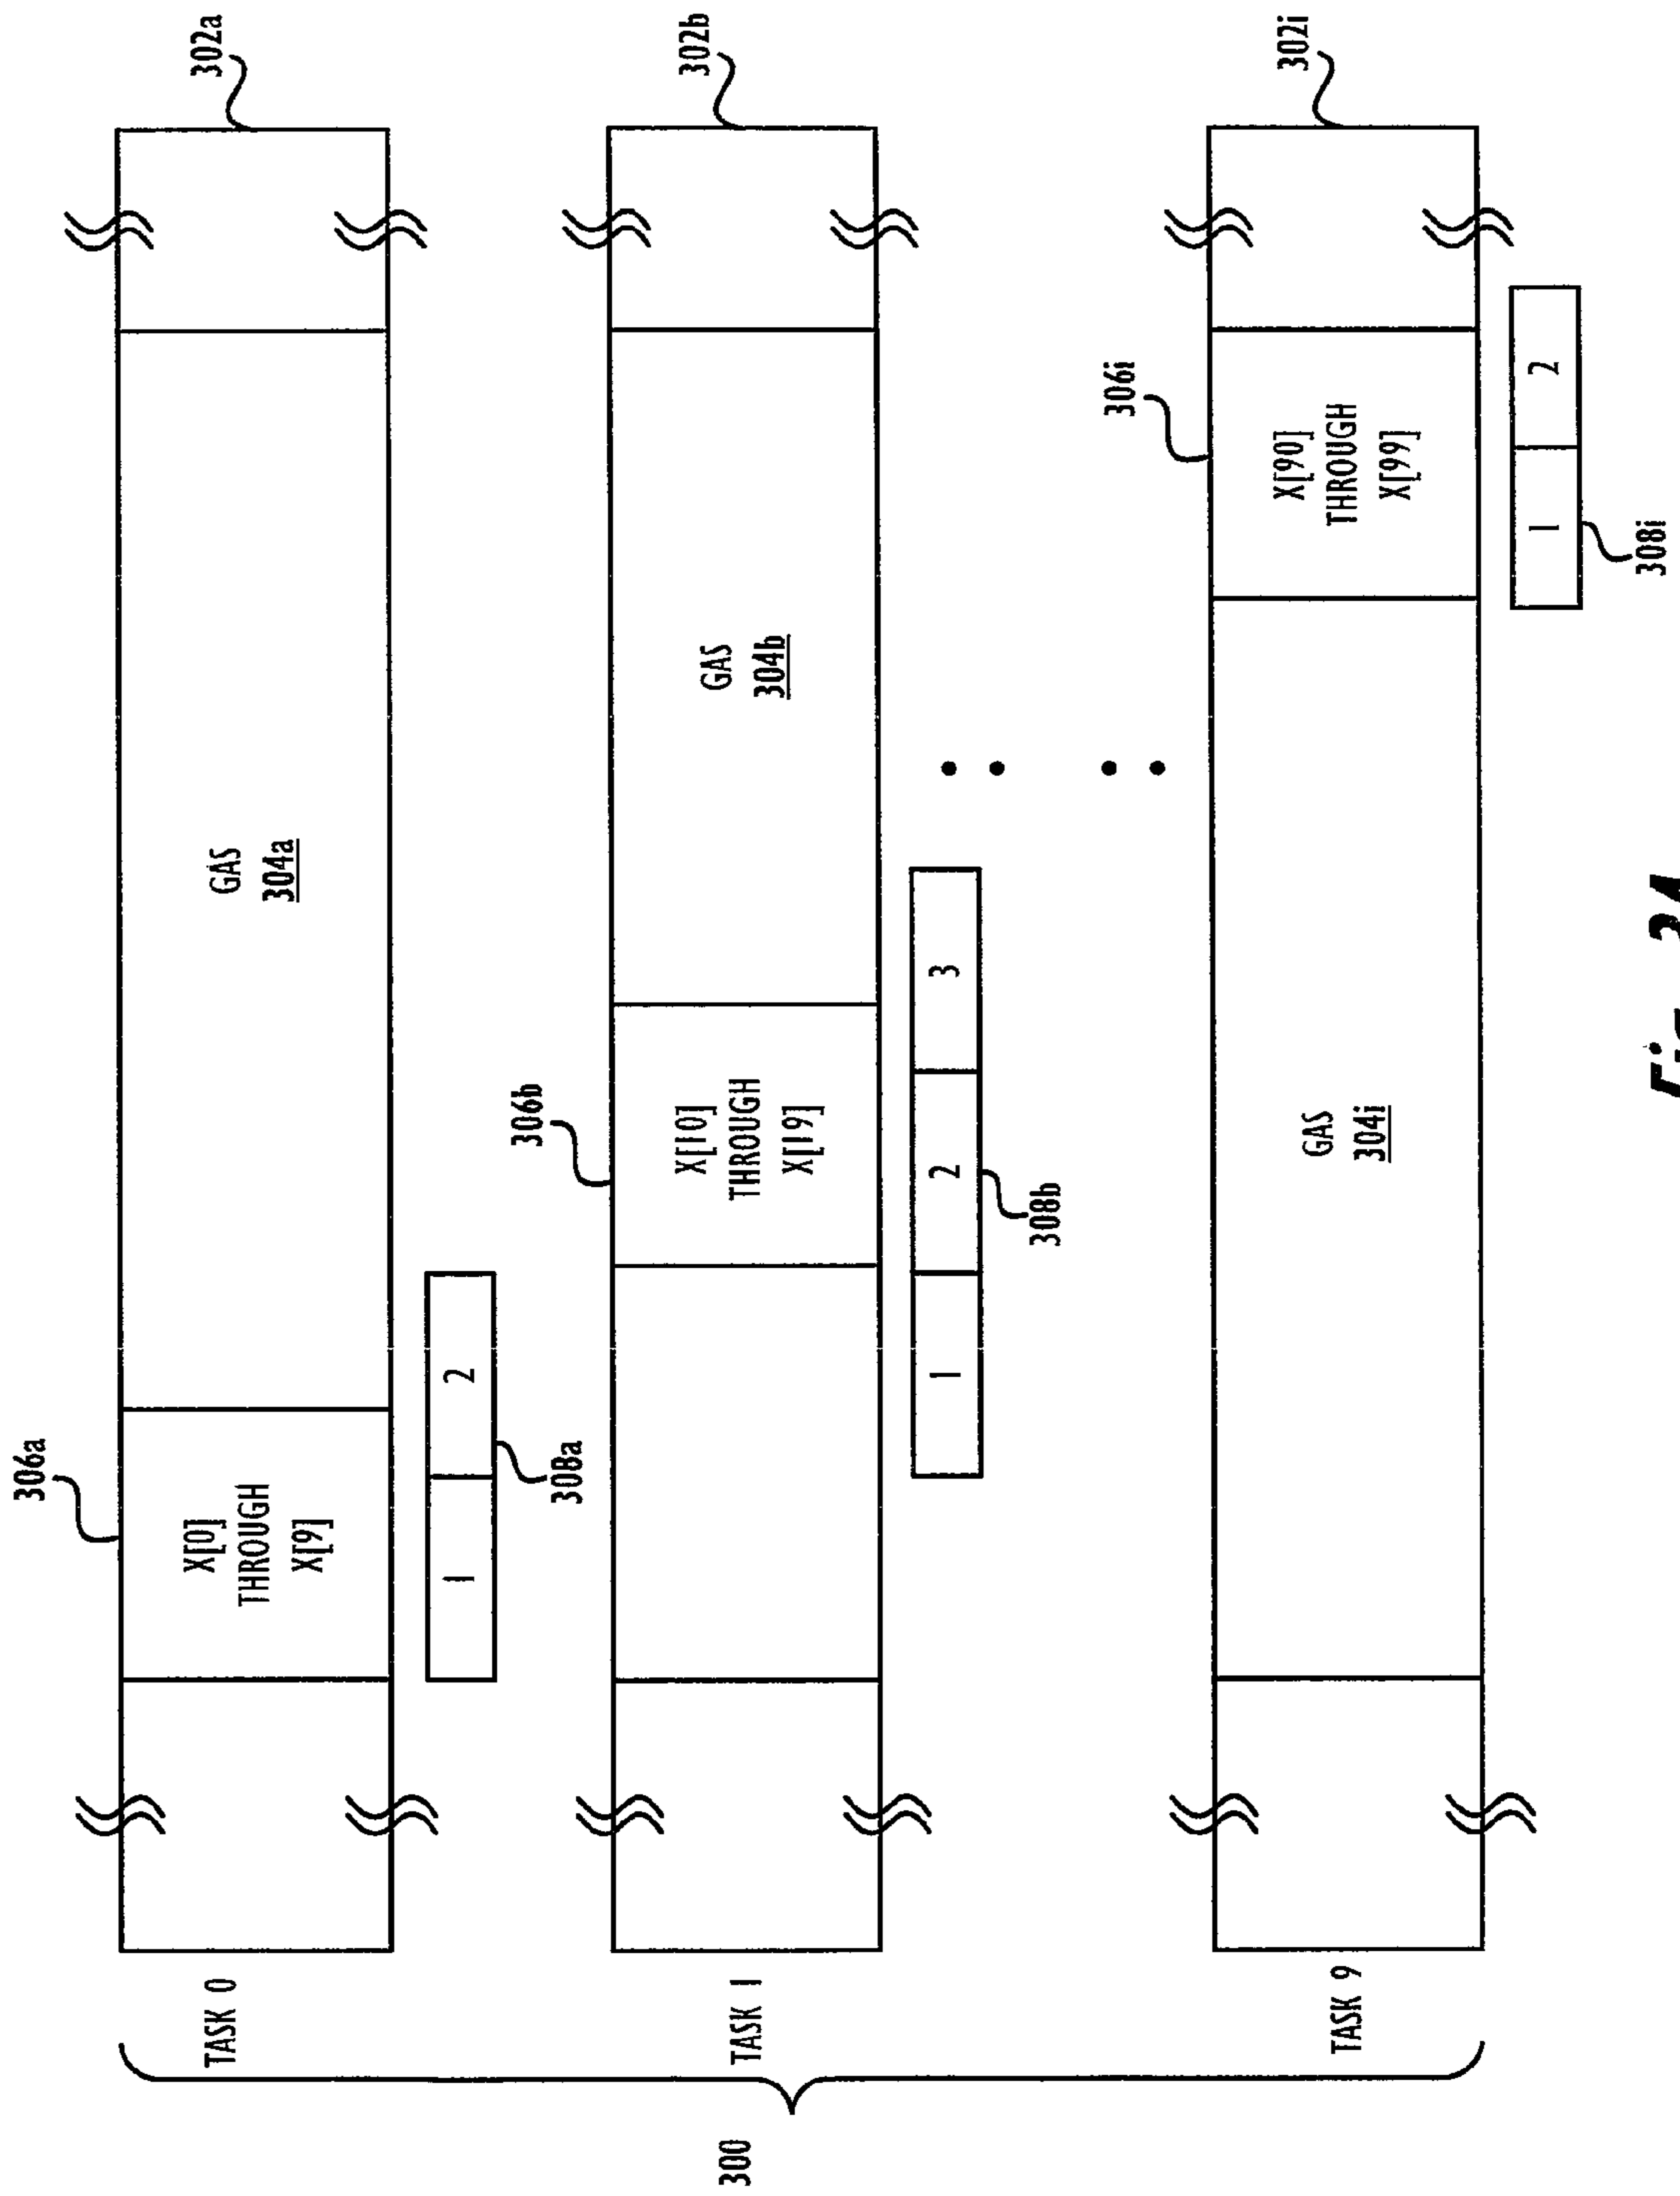 300
TASK 0
306a
X[0]
THROUGH
X[9]
GAS
304a
302a
1
2
308a
TASK 1
306b
X[10]
THROUGH
X[19]
GAS
304b
302b
1
2
3
308b
TASK 9
GAS
304i
306i
X[90]
THROUGH
X[99]
302i
1
2
308i